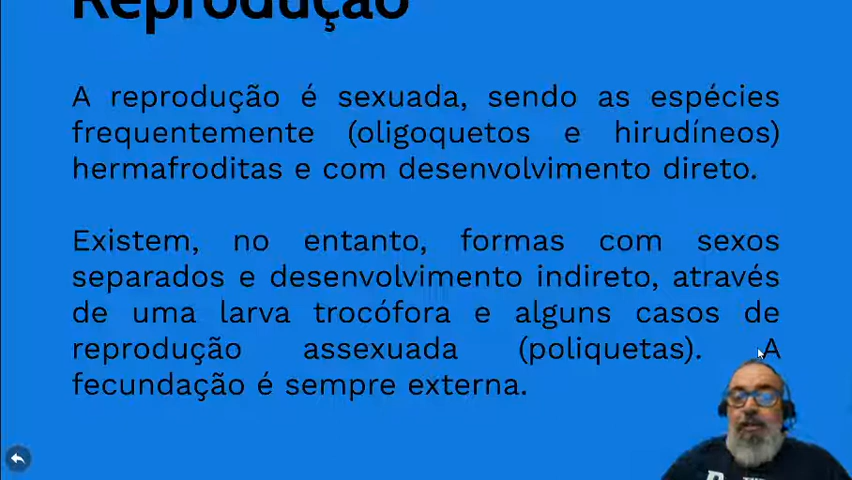 Reprodução
A reprodução é sexuada, sendo as espécies
frequentemente (oligoquetos e hirudíneos)
hermafroditas e com desenvolvimento direto.
Existem, no entanto, formas com sexos
separados e desenvolvimento indireto, através
de uma larva trocófora e alguns casos de
reprodução assexuada (poliquetas). A
fecundação é sempre externa.